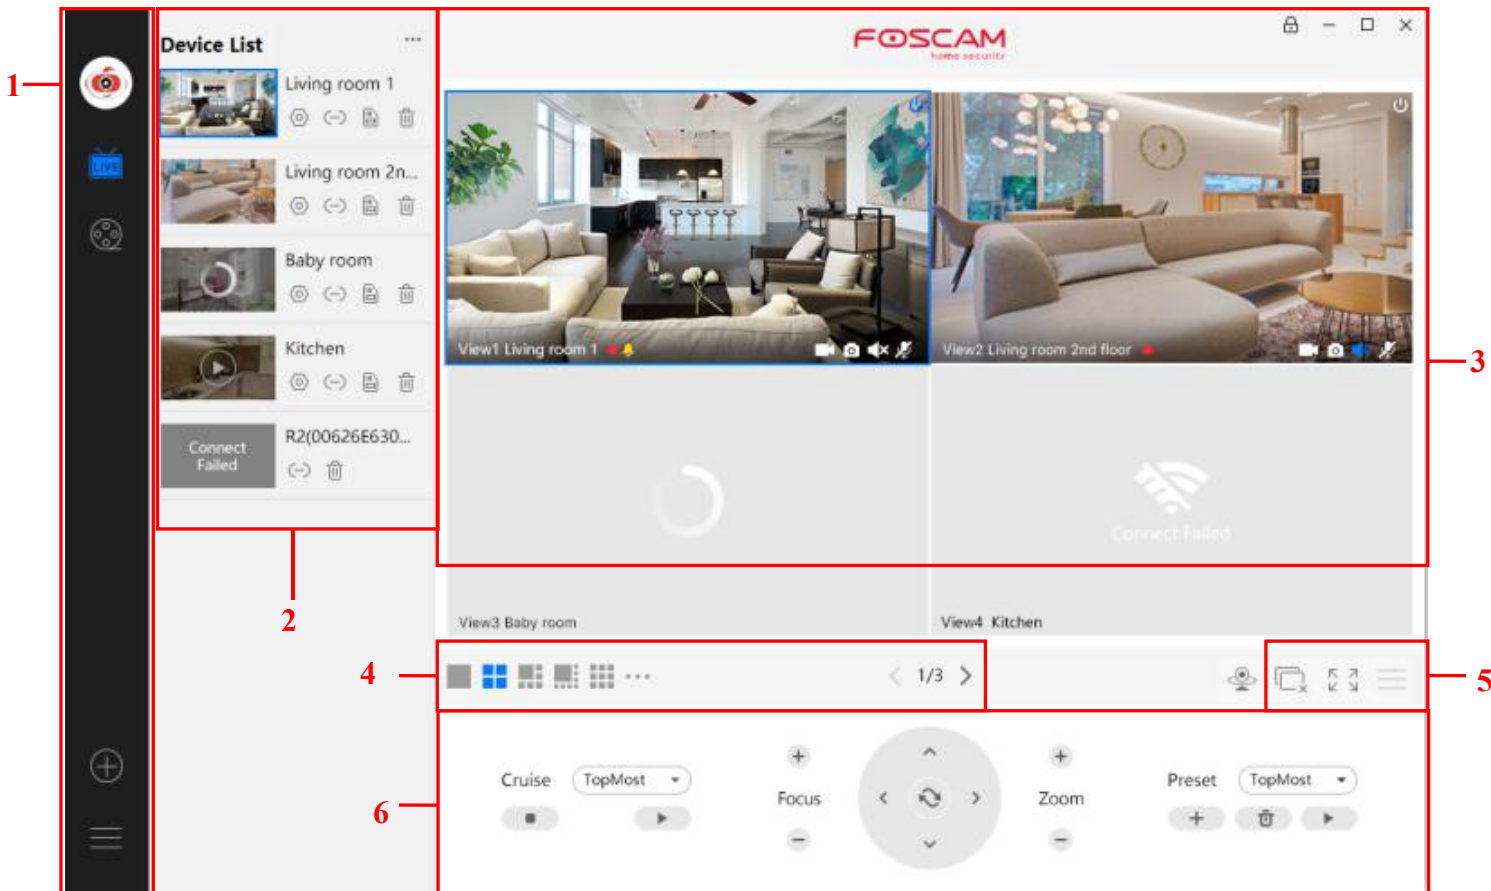 Device List
...
FOSCAM
home security
1
Living room 1
LIVE
Living room 2n...
Baby room
Kitchen
R2(00626E630...
Connect
Failed
View1 Living room 1
View2 Living room 2nd floor
3
Connect Failed
2
View3 Baby room
View4 Kitchen
4
...
1/3
5
Cruise
TopMost
Focus
Zoom
Preset
TopMost
6